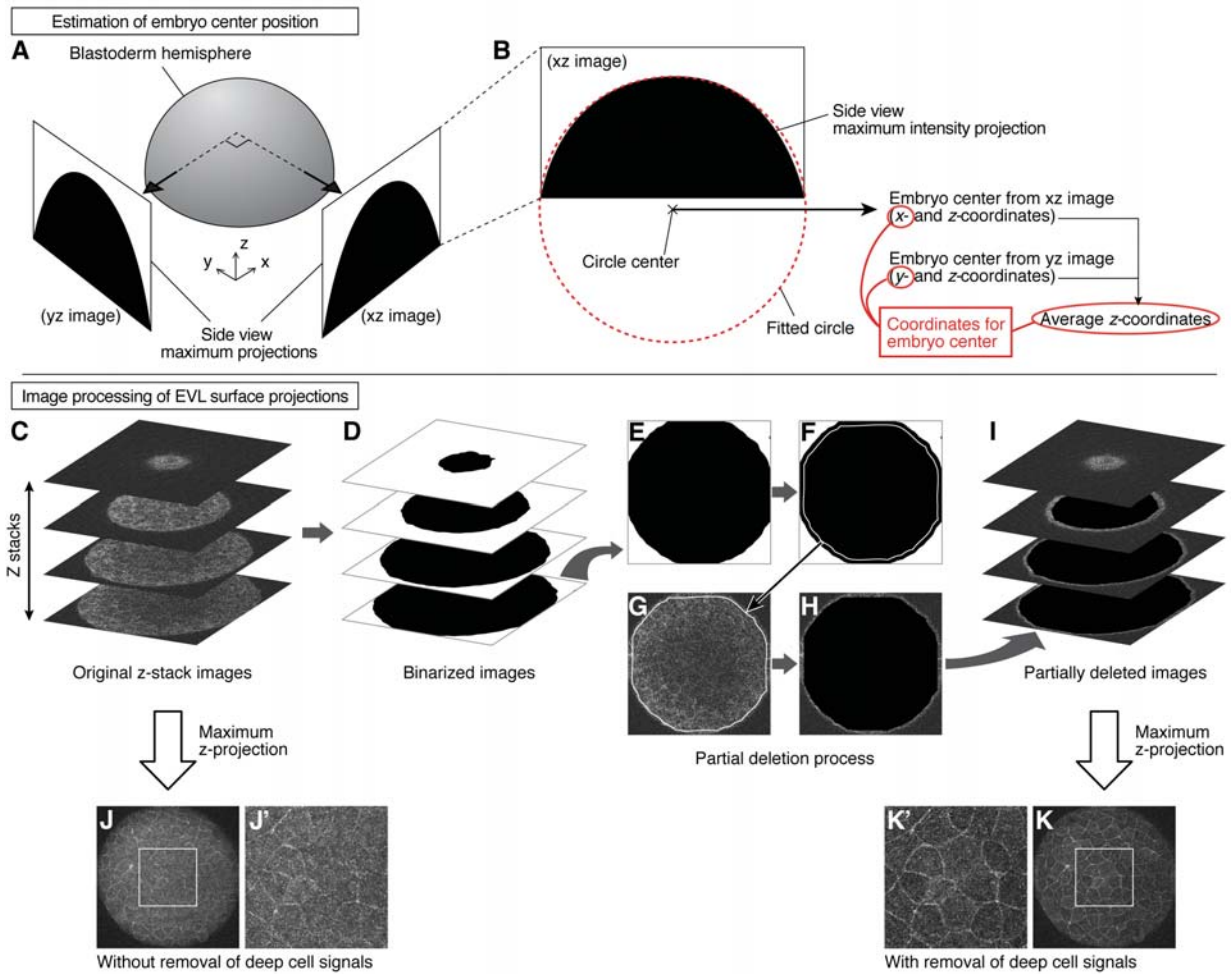 Estimation of embryo center position
A
Blastoderm hemisphere
z
y
x
(yz image)
(xz image)
Side view
maximum projections
B
(xz image)
Side view
maximum intensity projection
Circle center
Fitted circle
Embryo center from xz image
(x- and z-coordinates)
Embryo center from yz image
(y- and z-coordinates)
Coordinates for
embryo center
Average z-coordinates
Image processing of EVL surface projections
C
Z stacks
Original z-stack images
D
Binarized images
E
F
G
H
Partial deletion process
I
Partially deleted images
Maximum
z-projection
Maximum
z-projection
J
J'
Without removal of deep cell signals
K'
K
With removal of deep cell signals